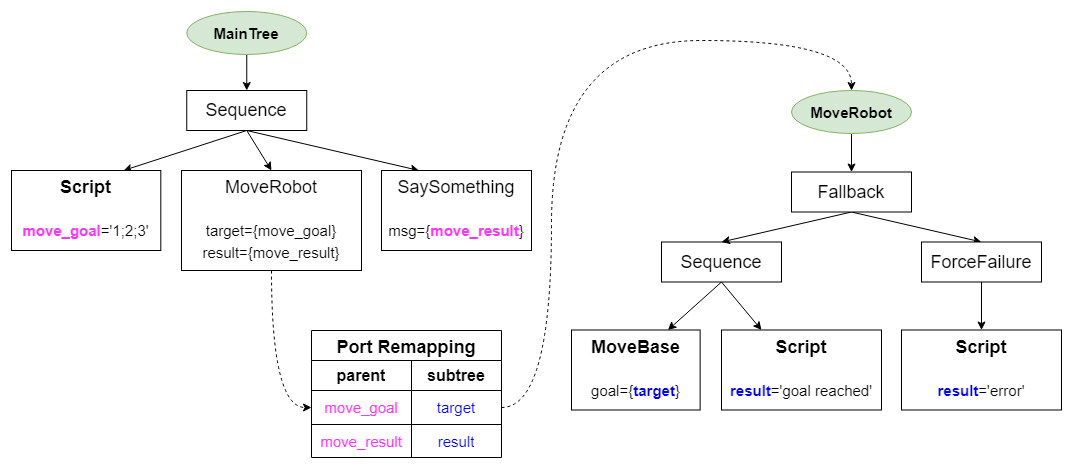 MainTree
Sequence
Script
move_goal='1;2;3'
MoveRobot
target={move_goal}
result={move_result}
SaySomething
msg={move_result}
Port Remapping
parent subtree
move_goal target
move_result result
MoveRobot
Fallback
Sequence
ForceFailure
MoveBase
goal={target}
Script
result='goal reached'
Script
result='error'